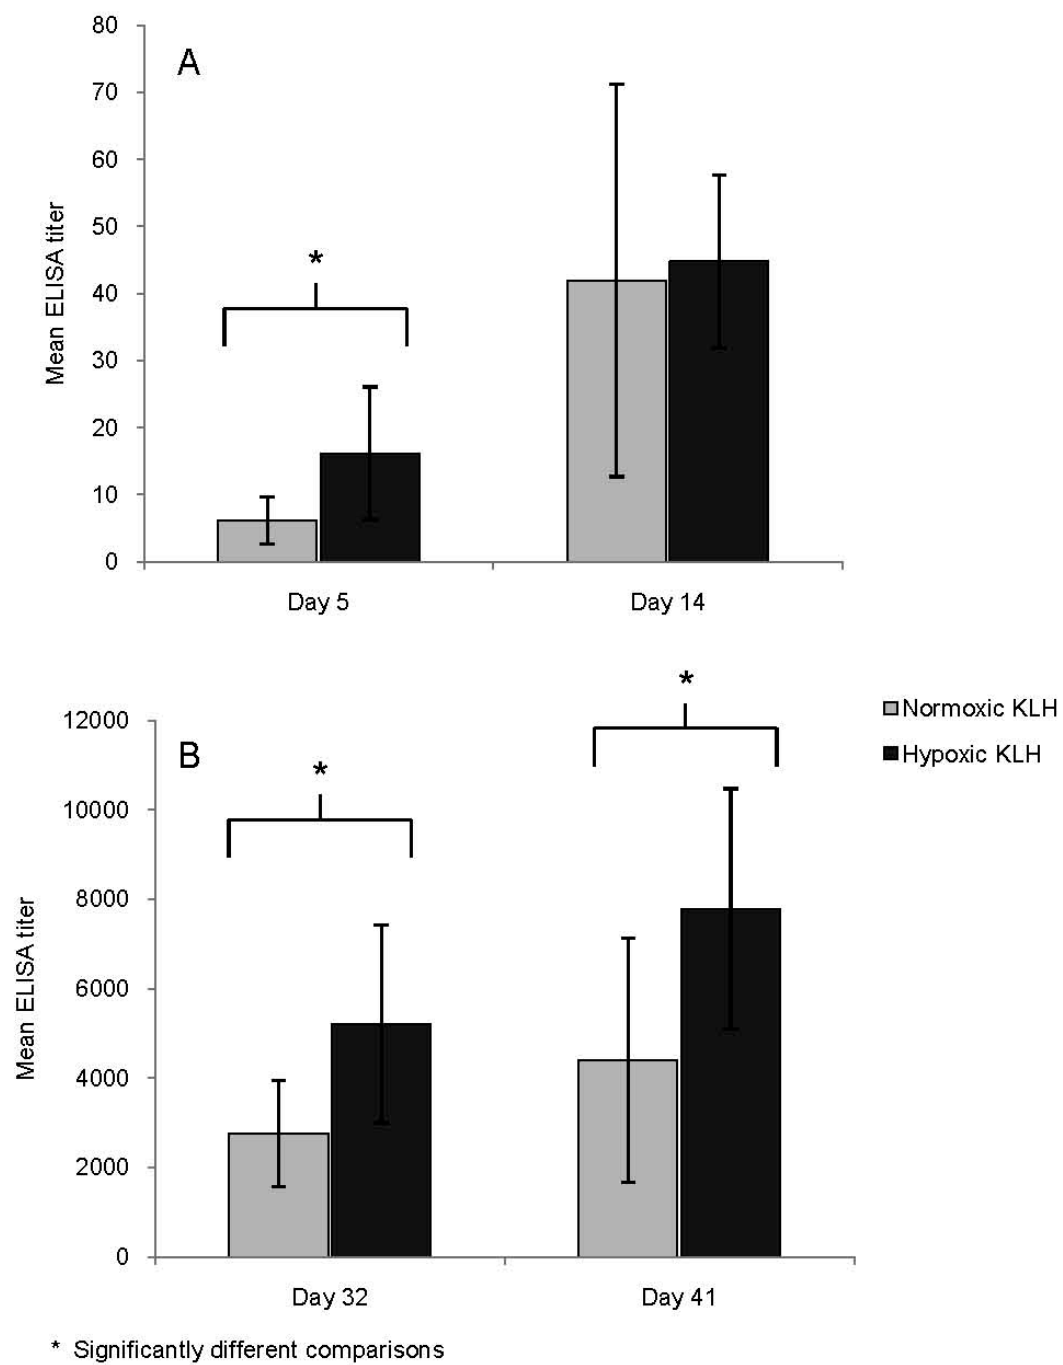 80
A
70
60
50
40
30
20
10
0
Mean ELISA titer
*
Day 5
Day 14
12000
B
10000
8000
6000
4000
2000
0
Mean ELISA titer
*
*
Day 32
Day 41
Normoxic KLH
Hypoxic KLH
* Significantly different comparisons